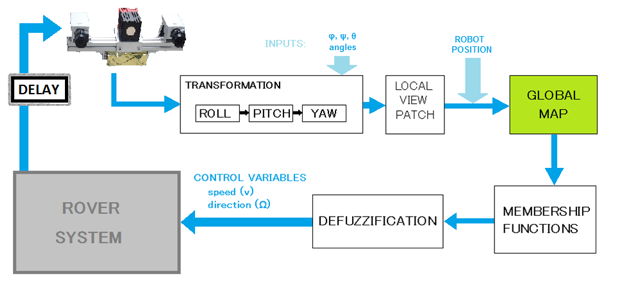 INPUTS:
φ, ψ, θ
angles
ROBOT
POSITION
DELAY
TRANSFORMATION
ROLL
PITCH
YAW
LOCAL
VIEW
PATCH
GLOBAL
MAP
CONTROL VARIABLES
speed (v)
direction (Ω)
ROVER
SYSTEM
DEFUZZIFICATION
MEMBERSHIP
FUNCTIONS